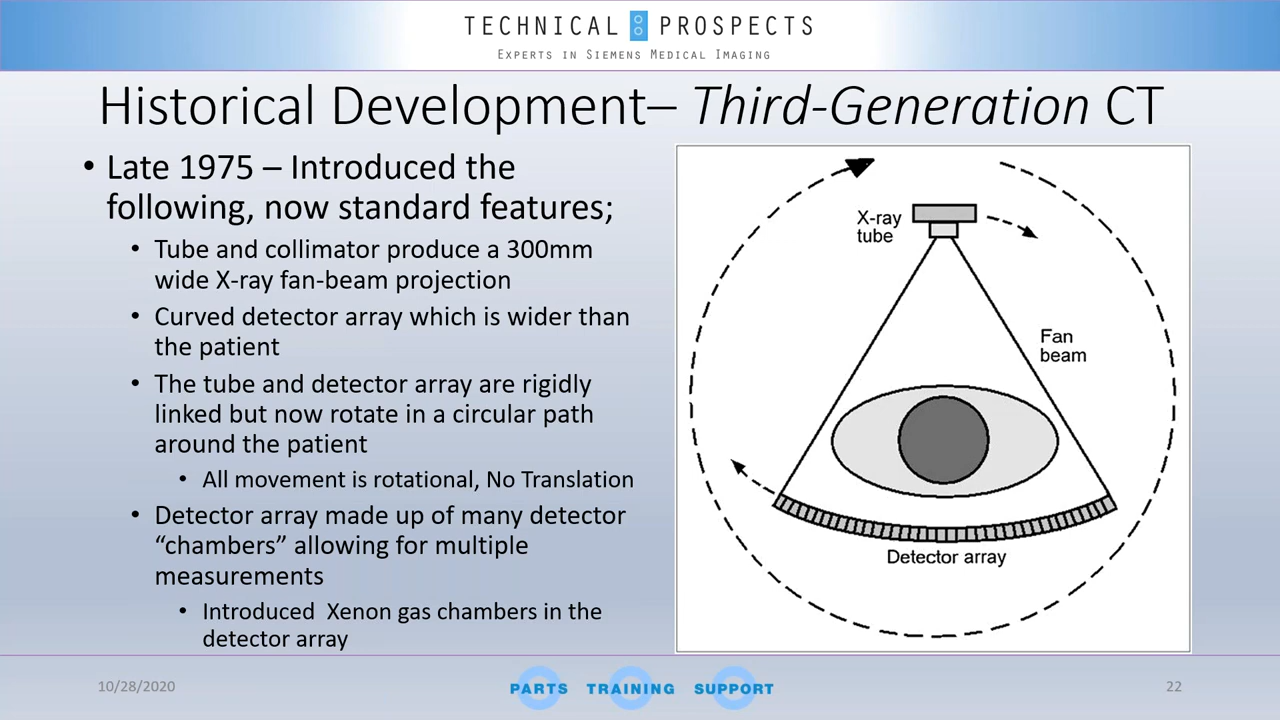 TECHNICAL PROSPECTS
EXPERTS IN SIEMENS MEDICAL IMAGING
Historical Development– Third-Generation CT
• Late 1975 – Introduced the
following, now standard features;
• Tube and collimator produce a 300mm
wide X-ray fan-beam projection
• Curved detector array which is wider than
the patient
• The tube and detector array are rigidly
linked but now rotate in a circular path
around the patient
• All movement is rotational, No Translation
• Detector array made up of many detector
“chambers” allowing for multiple
measurements
• Introduced  Xenon gas chambers in the
detector array
X-ray
tube
Fan
beam
Detector array
10/28/2020
PARTS TRAINING SUPPORT
22